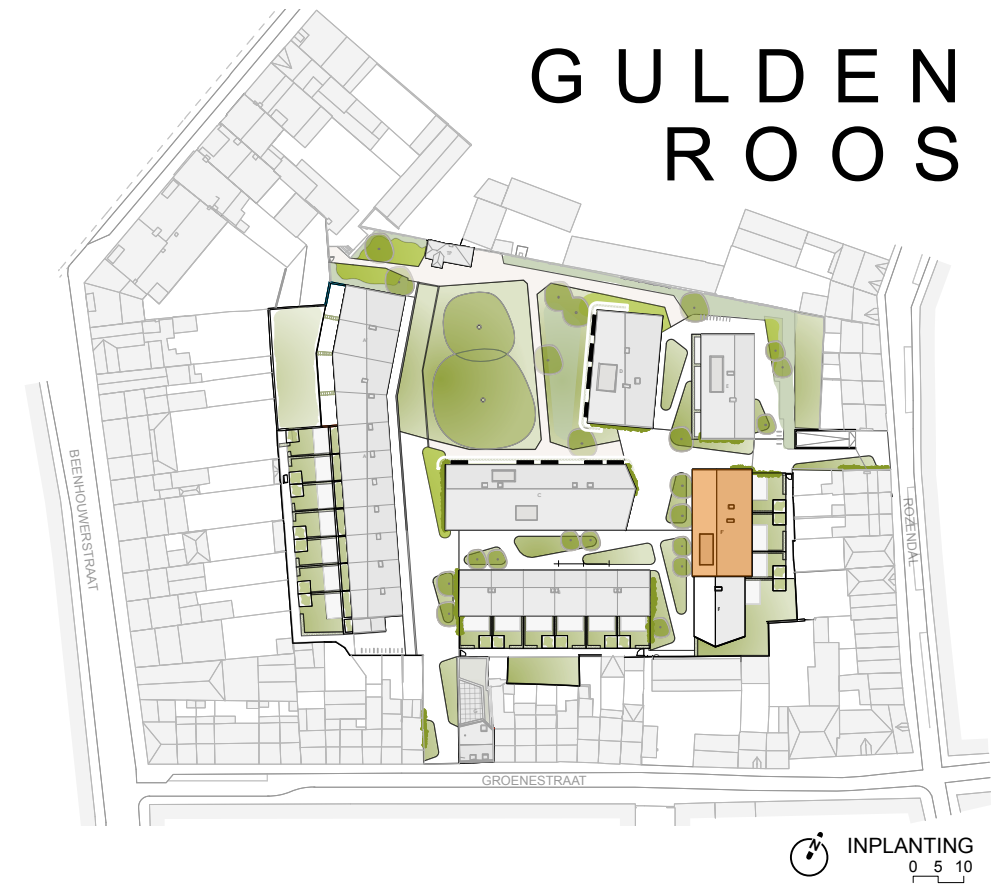 GULDEN
ROOS
BEENHOUWERSTRAAT
ROZENDAL
C
F
GROENESTRAAT
N
INPLANTING
0 5 10